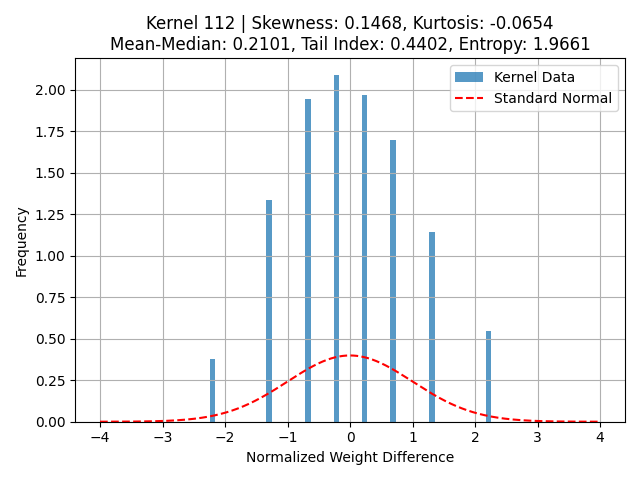 Kernel 112 | Skewness: 0.1468, Kurtosis: -0.0654
Mean-Median: 0.2101, Tail Index: 0.4402, Entropy: 1.9661
Kernel Data
Standard Normal
Frequency
2.00
1.75
1.50
1.25
1.00
0.75
0.50
0.25
0.00
−4 −3 −2 −1 0 1 2 3 4
Normalized Weight Difference